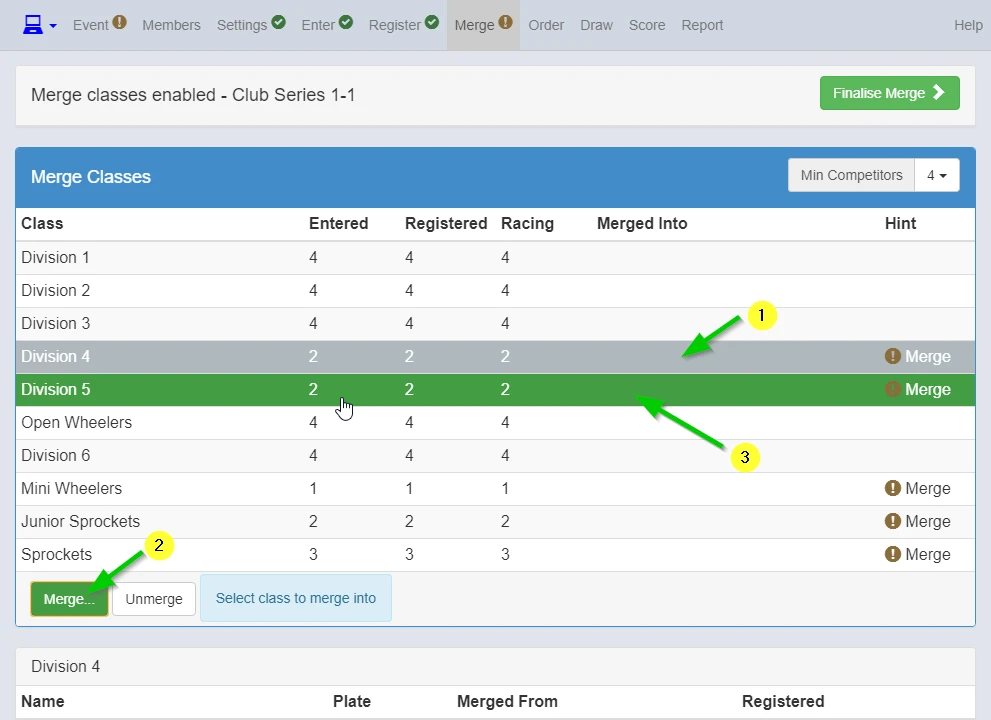 Event Members Settings Enter Register Merge Order Draw Score Report Help
Merge classes enabled - Club Series 1-1 Finalise Merge
Merge Classes Min Competitors 4
Class Entered Registered Racing Merged Into Hint
Division 1 4 4 4
Division 2 4 4 4
1
Division 3 4 4 4
Division 4 2 2 2 Merge
Division 5 2 2 2 Merge
Open Wheelers 4 4 4
Division 6 4 4 4
3
Mini Wheelers 1 1 1 Merge
Junior Sprockets 2 2 2 Merge
2
Sprockets 3 3 3 Merge
Merge... Unmerge Select class to merge into
Division 4
Name Plate Merged From Registered